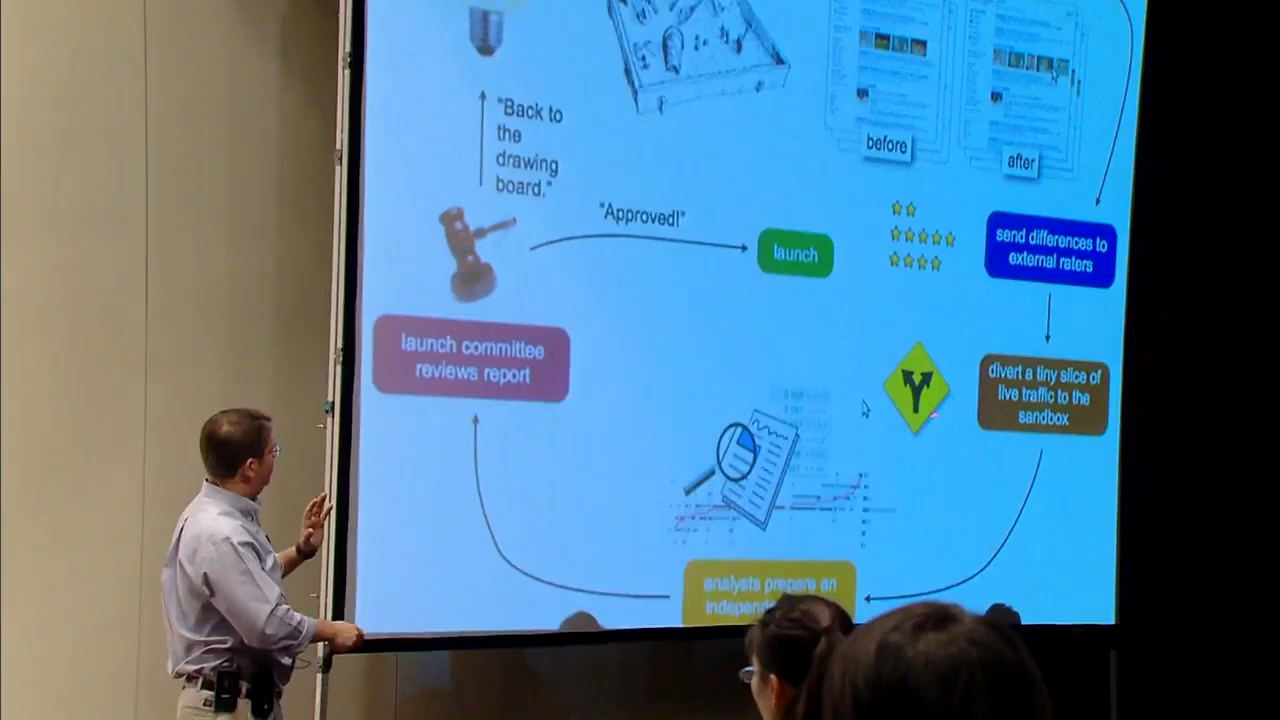 "Back to
the
drawing
board."
before
after
"Approved!"
launch
send differences to
external raters
launch committee
reviews report
divert a tiny slice of
live traffic to the
sandbox
analysts prepare an